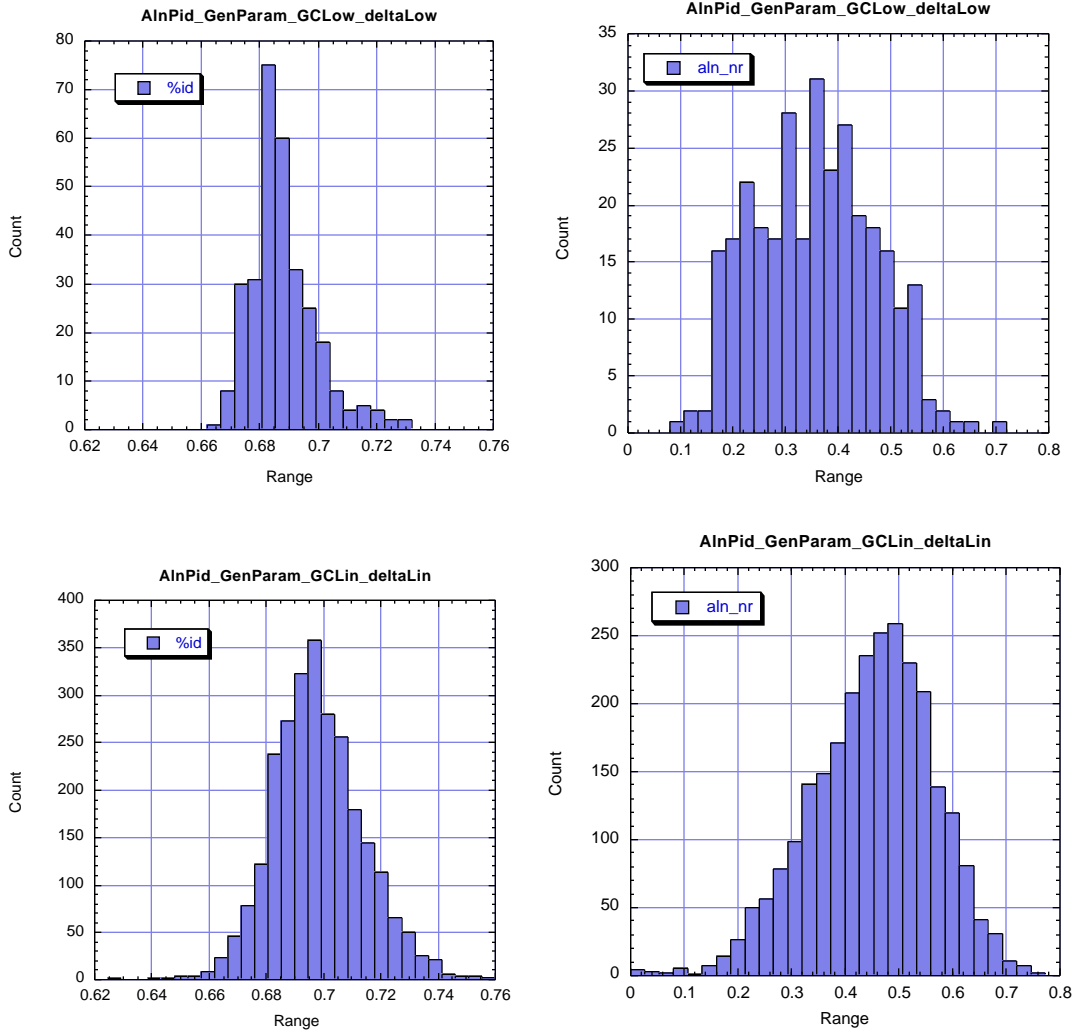 AlnPid_GenParam_GCLow_deltaLow
80
70
60
50
40
30
20
10
0
%id
Count
0.62 0.64 0.66 0.68 0.7 0.72 0.74 0.76
Range
AlnPid_GenParam_GCLow_deltaLow
35
30
25
20
15
10
5
0
aln_nr
Count
0 0.1 0.2 0.3 0.4 0.5 0.6 0.7 0.8
Range
AlnPid_GenParam_GCLin_deltaLin
400
350
300
250
200
150
100
50
0
%id
Count
0.62 0.64 0.66 0.68 0.7 0.72 0.74 0.76
Range
AlnPid_GenParam_GCLin_deltaLin
300
250
200
150
100
50
0
aln_nr
Count
0 0.1 0.2 0.3 0.4 0.5 0.6 0.7 0.8
Range